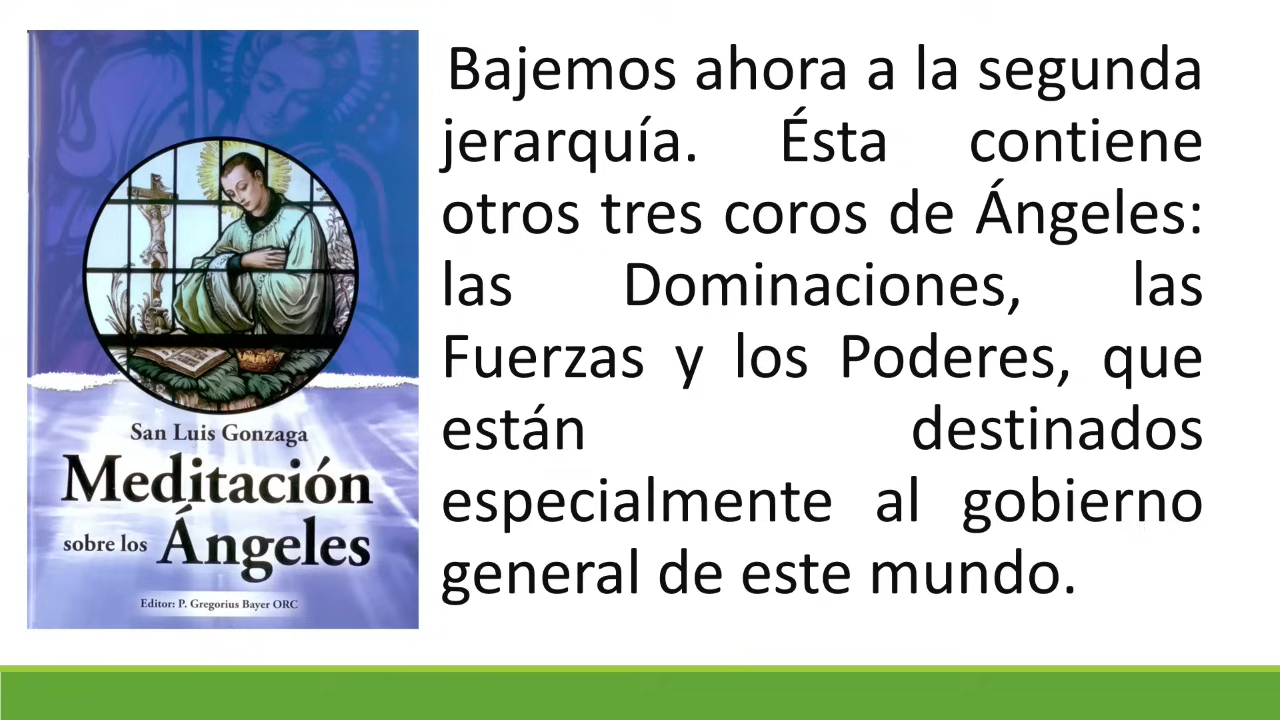 San Luis Gonzaga
Meditación
sobre los Ángeles
Editor: P. Gregorius Bayer ORC
Bajemos ahora a la segunda
jerarquía. Ésta contiene
otros tres coros de Ángeles:
las Dominaciones, las
Fuerzas y los Poderes, que
están destinados
especialmente al gobierno
general de este mundo.